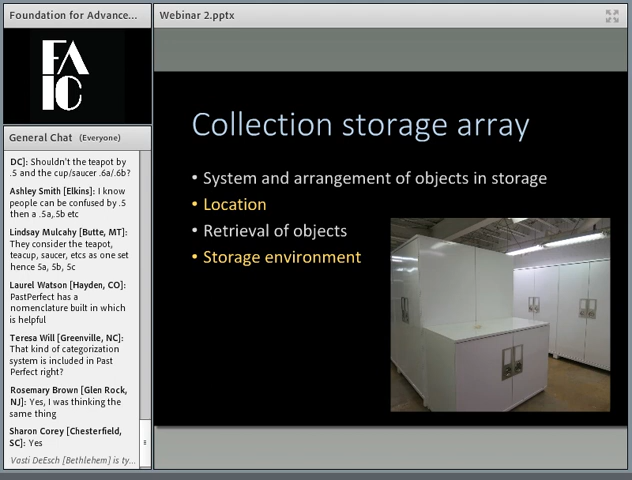 Foundation for Advance...
Webinar 2.pptx
FA
IC
General Chat (Everyone)
DC]: Shouldn't the teapot by
.5 and the cup/saucer .6a/.6b?
Ashley Smith [Elkins]: I know
people can be confused by .5
then a .5a,.5b etc
Lindsay Mulcahy [Butte, MT]:
They consider the teapot,
teacup, saucer, etcs as one set
hence 5a, 5b, 5c
Laurel Watson [Hayden, CO]:
PastPerfect has a
nomenclature built in which
is helpful
Teresa Will [Greenville, NC]:
That kind of categorization
system is included in Past
Perfect right?
Rosemary Brown [Glen Rock,
NJ]: Yes, I was thinking the
same thing
Sharon Corey [Chesterfield,
SC]: Yes
Vasti DeEsch [Bethlehem] is ty...
Collection storage array
• System and arrangement of objects in storage
• Location
• Retrieval of objects
• Storage environment